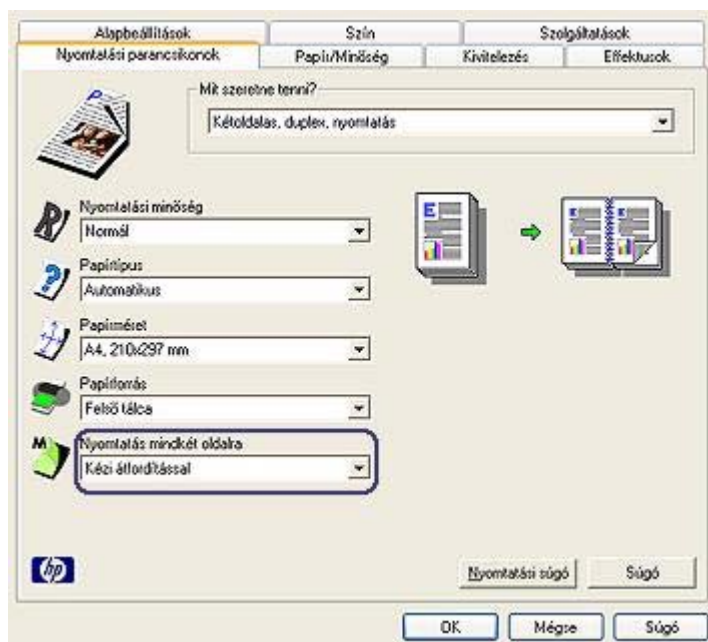 Alapbeállítások Szín Szolgáltatások
Nyomtatási parancsikonok Papír/Minőség Kivitelezés Effektusok
Mit szeretne tenni?
Kétoldalas, duplex, nyomtatás
Nyomtatási minőség
Normál
Papírtípus
Automatikus
Papírméret
A4, 210x297 mm
Papírforrás
Felső tálca
Nyomtatás mindkét oldalra
Kézi átfordítással
hp
Nyomtatási súgó Súgó
OK Mégse Súgó